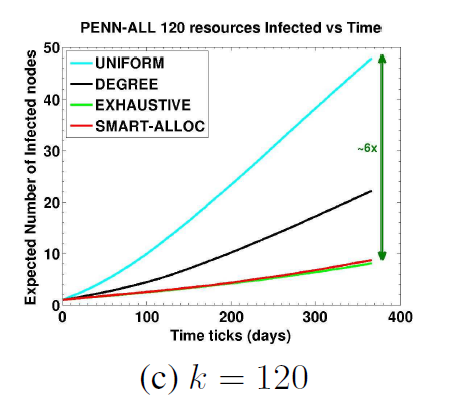 PENN-ALL 120 resources Infected vs Time
Expected Number of Infected nodes
50
40
30
20
10
0
UNIFORM
DEGREE
EXHAUSTIVE
SMART-ALLOC
~6x
0 100 200 300 400
Time ticks (days)
(c) k = 120